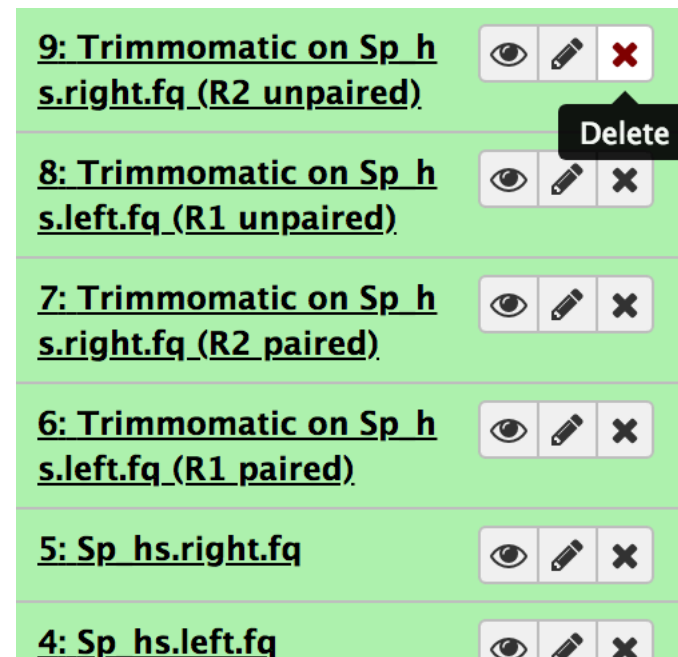 9: Trimmomatic on Sp_h
s.right.fq (R2 unpaired)
Delete
8: Trimmomatic on Sp_h
s.left.fq (R1 unpaired)
7: Trimmomatic on Sp_h
s.right.fq (R2 paired)
6: Trimmomatic on Sp_h
s.left.fq (R1 paired)
5: Sp_hs.right.fq
4: Sp_hs.left.fq